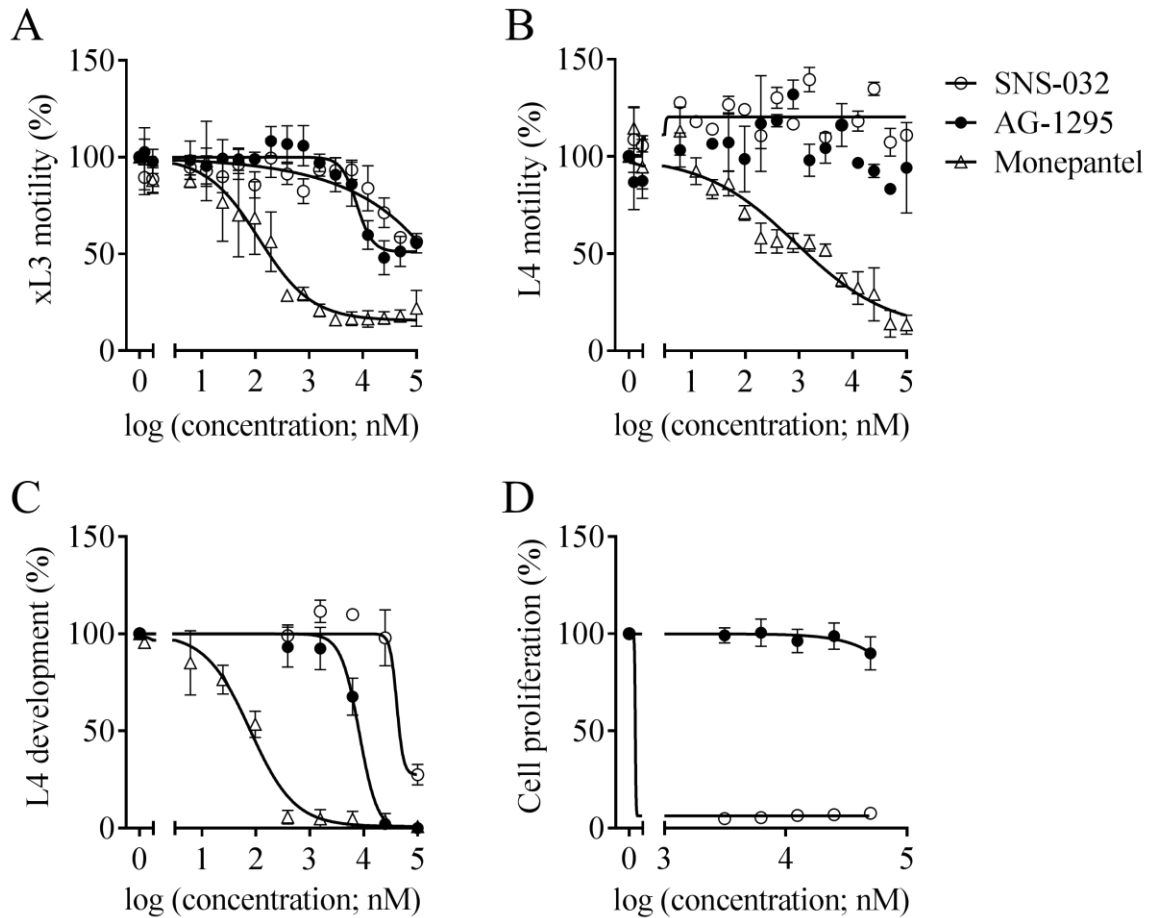 A
150
100
50
0
xL3 motility (%)
0 1 2 3 4 5
log (concentration; nM)
B
150
100
50
0
L4 motility (%)
0 1 2 3 4 5
log (concentration; nM)
SNS-032
AG-1295
Monepantel
C
150
100
50
0
L4 development (%)
0 1 2 3 4 5
log (concentration; nM)
D
150
100
50
0
Cell proliferation (%)
0 3 4 5
log (concentration; nM)